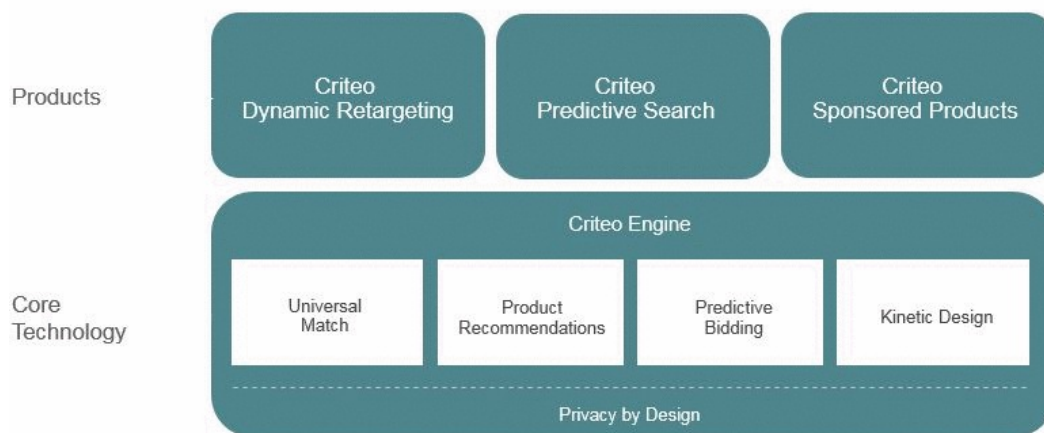 Products
Criteo
Dynamic Retargeting
Criteo
Predictive Search
Criteo
Sponsored Products
Core
Technology
Criteo Engine
Universal
Match
Product
Recommendations
Predictive
Bidding
Kinetic Design
Privacy by Design